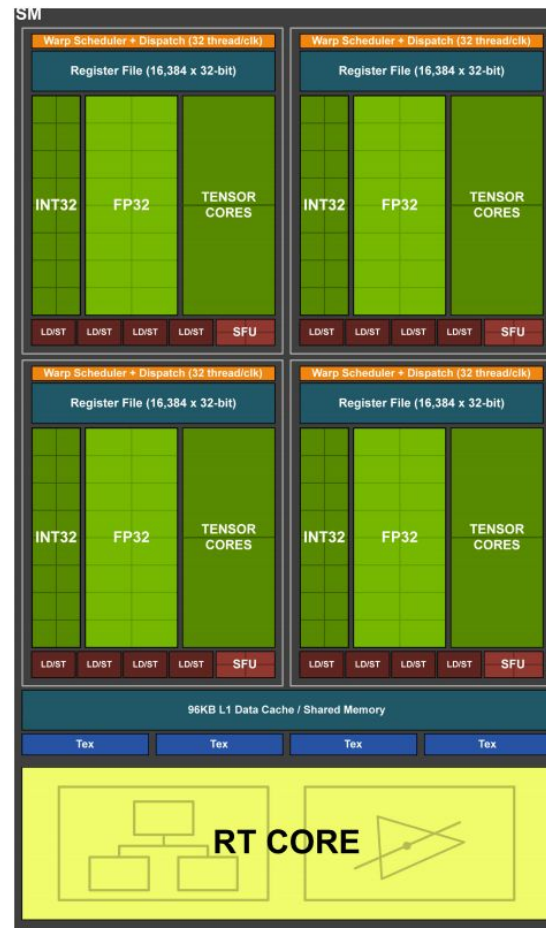 SM
Warp Scheduler + Dispatch (32 thread/clk)
Register File (16,384 x 32-bit)
INT32 FP32 TENSOR CORES
LD/ST LD/ST LD/ST LD/ST SFU
Warp Scheduler + Dispatch (32 thread/clk)
Register File (16,384 x 32-bit)
INT32 FP32 TENSOR CORES
LD/ST LD/ST LD/ST LD/ST SFU
Warp Scheduler + Dispatch (32 thread/clk)
Register File (16,384 x 32-bit)
INT32 FP32 TENSOR CORES
LD/ST LD/ST LD/ST LD/ST SFU
Warp Scheduler + Dispatch (32 thread/clk)
Register File (16,384 x 32-bit)
INT32 FP32 TENSOR CORES
LD/ST LD/ST LD/ST LD/ST SFU
96KB L1 Data Cache / Shared Memory
Tex Tex Tex Tex
RT CORE